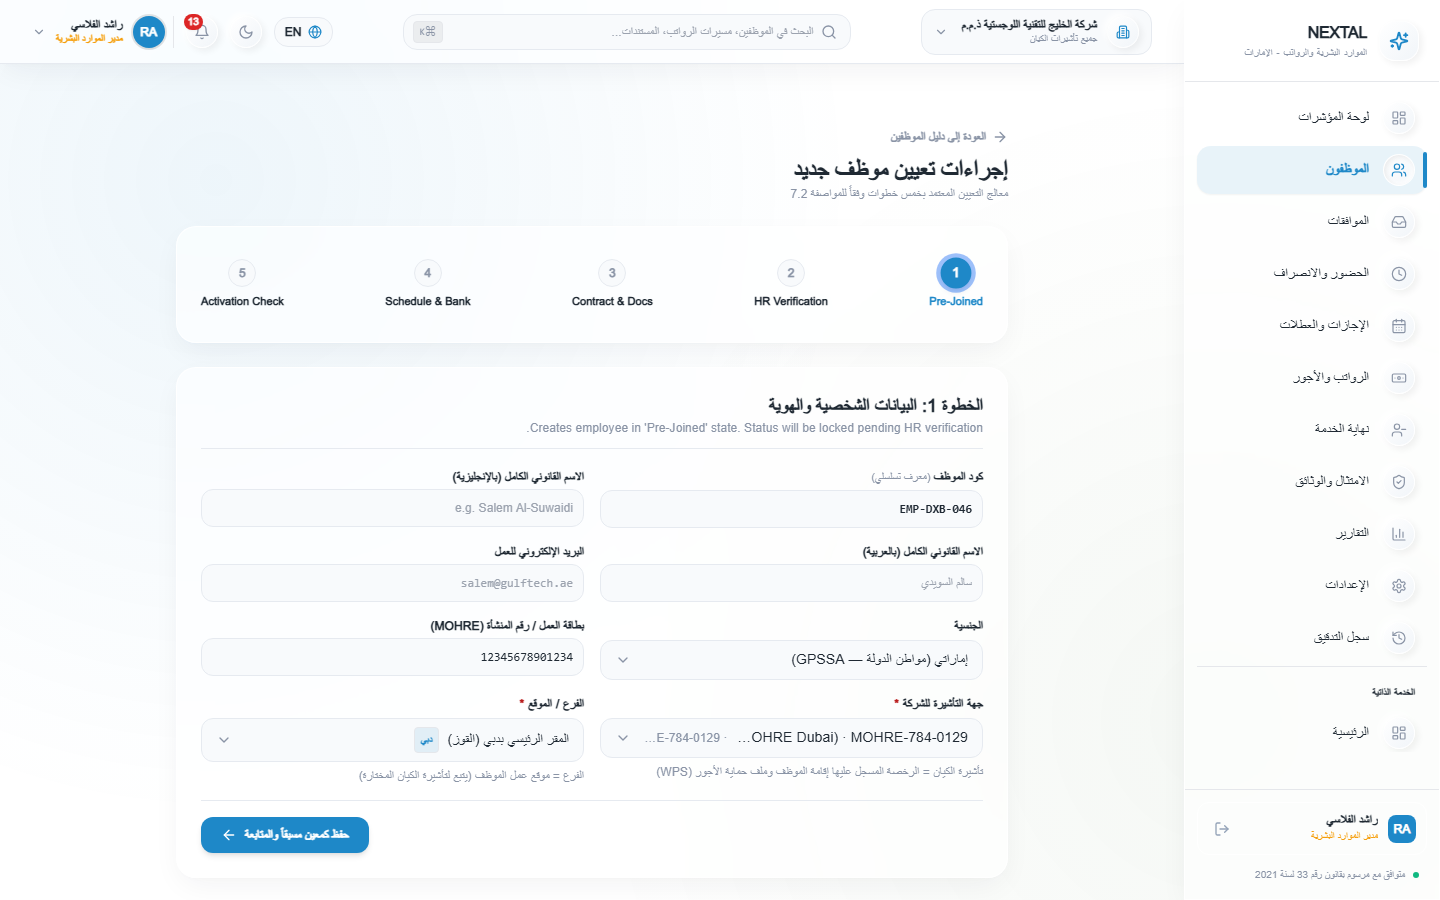 NEXTAL
الموارد البشرية والرواتب - الإمارات
شركة الخليج للتقنية اللوجستية ذ.م.م
جميع تأشيرات الكيان
البحث في الموظفين، مسيرات الرواتب، المستندات...
⌘K
EN
13
RA
راشد الفلاسي
مدير الموارد البشرية
لوحة المؤشرات
الموظفون
الموافقات
الحضور والانصراف
الإجازات والعطلات
الرواتب والأجور
نهاية الخدمة
الامتثال والوثائق
التقارير
الإعدادات
سجل التدقيق
الخدمة الذاتية
الرئيسية
RA
راشد الفلاسي
مدير الموارد البشرية
متوافق مع مرسوم بقانون رقم 33 لسنة 2021
العودة إلى دليل الموظفين
إجراءات تعيين موظف جديد
معالج التعيين المعتمد بخمس خطوات وفقاً للمواصفة 7.2
1
Pre-Joined
2
HR Verification
3
Contract & Docs
4
Schedule & Bank
5
Activation Check
الخطوة 1: البيانات الشخصية والهوية
Creates employee in 'Pre-Joined' state. Status will be locked pending HR verification.
كود الموظف (معرف تسلسلي)
EMP-DXB-046
الاسم القانوني الكامل (بالإنجليزية)
e.g. Salem Al-Suwaidi
الاسم القانوني الكامل (بالعربية)
سالم السويدي
البريد الإلكتروني للعمل
salem@gulftech.ae
الجنسية
إماراتي (مواطن الدولة — GPSSA)
بطاقة العمل / رقم المنشأة (MOHRE)
12345678901234
جهة التأشيرة للشركة *
...OHRE Dubai) · MOHRE-784-0129
...E-784-0129 ·
تأشيرة الكيان = الرخصة المسجل عليها إقامة الموظف وملف حماية الأجور (WPS)
الفرع / الموقع *
المقر الرئيسي بدبي (القوز)
دبي
الفرع = موقع عمل الموظف (يتبع لتأشيرة الكيان المختارة)
حفظ كمعين مسبقاً والمتابعة